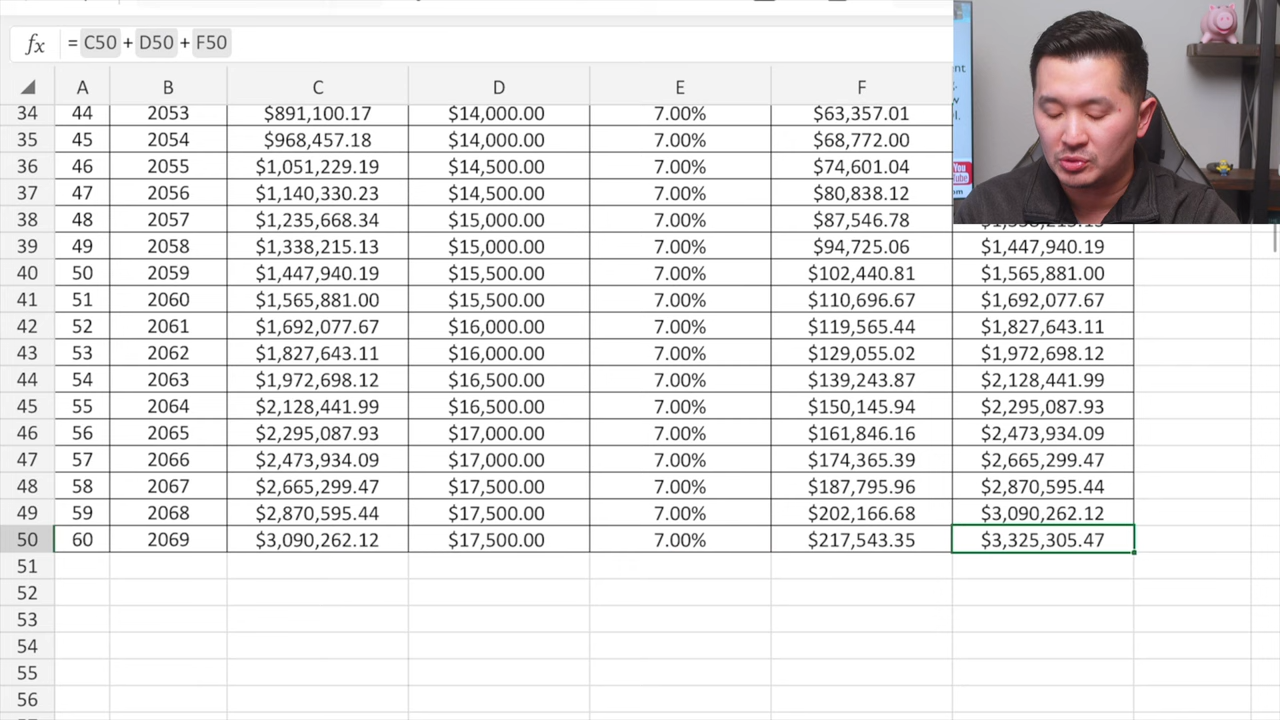 fx = C50 + D50 + F50
A B C D E F
34 44 2053 $891,100.17 $14,000.00 7.00% $63,357.01
35 45 2054 $968,457.18 $14,000.00 7.00% $68,772.00
36 46 2055 $1,051,229.19 $14,500.00 7.00% $74,601.04
37 47 2056 $1,140,330.23 $14,500.00 7.00% $80,838.12
38 48 2057 $1,235,668.34 $15,000.00 7.00% $87,546.78
39 49 2058 $1,338,215.13 $15,000.00 7.00% $94,725.06 $1,447,940.19
40 50 2059 $1,447,940.19 $15,500.00 7.00% $102,440.81 $1,565,881.00
41 51 2060 $1,565,881.00 $15,500.00 7.00% $110,696.67 $1,692,077.67
42 52 2061 $1,692,077.67 $16,000.00 7.00% $119,565.44 $1,827,643.11
43 53 2062 $1,827,643.11 $16,000.00 7.00% $129,055.02 $1,972,698.12
44 54 2063 $1,972,698.12 $16,500.00 7.00% $139,243.87 $2,128,441.99
45 55 2064 $2,128,441.99 $16,500.00 7.00% $150,145.94 $2,295,087.93
46 56 2065 $2,295,087.93 $17,000.00 7.00% $161,846.16 $2,473,934.09
47 57 2066 $2,473,934.09 $17,000.00 7.00% $174,365.39 $2,665,299.47
48 58 2067 $2,665,299.47 $17,500.00 7.00% $187,795.96 $2,870,595.44
49 59 2068 $2,870,595.44 $17,500.00 7.00% $202,166.68 $3,090,262.12
50 60 2069 $3,090,262.12 $17,500.00 7.00% $217,543.35 $3,325,305.47
51
52
53
54
55
56
You